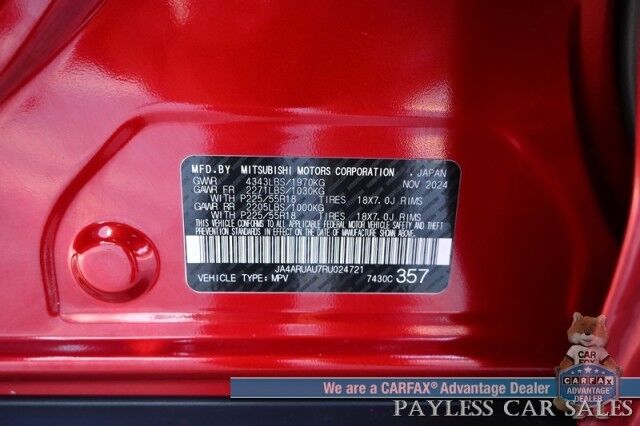 MFD.BY MITSUBISHI MOTORS CORPORATION , JAPAN
GVWR 4343LBS/1970KG NOV 2024
GAWR FR 2271LBS/1030KG
WITH P225/55R18 TIRES 18X7.0J RIMS
GAWR RR 2205LBS/1000KG
WITH P225/55R18 TIRES 18X7.0J RIMS
THIS VEHICLE CONFORMS TO ALL APPLICABLE FEDERAL MOTOR VEHICLE SAFETY AND THEFT
PREVENTION STANDARDS IN EFFECT ON THE DATE OF MANUFACTURE SHOWN ABOVE.
JA4ARUAU7RU024721
VEHICLE TYPE: MPV 7430C 357
CAR FOX
We are a CARFAX® Advantage Dealer
CARFAX
ADVANTAGE
DEALER
PAYLESS CAR SALES